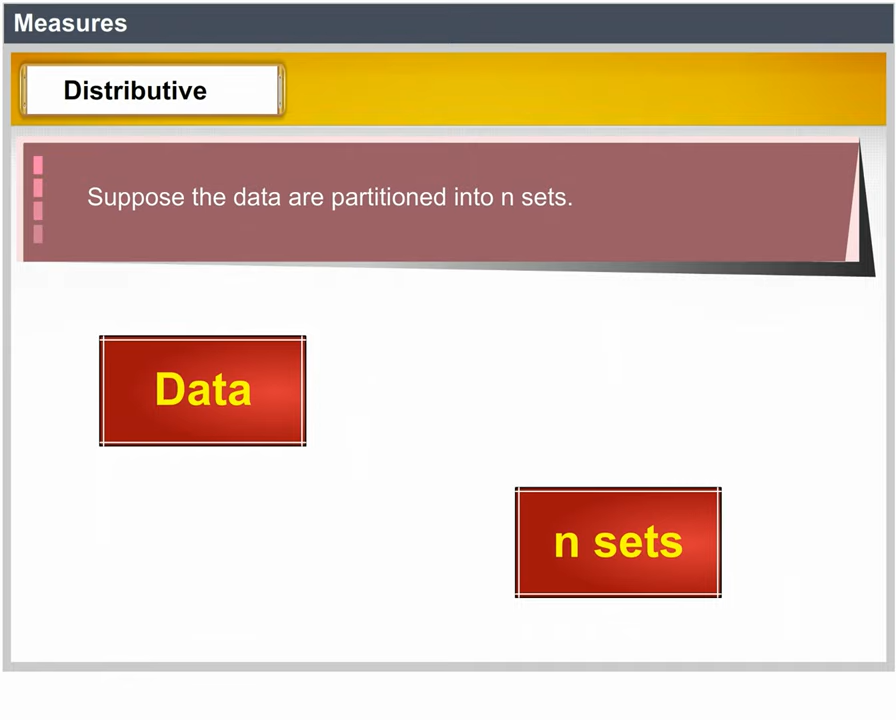 Measures
Distributive
Suppose the data are partitioned into n sets.
Data
n sets